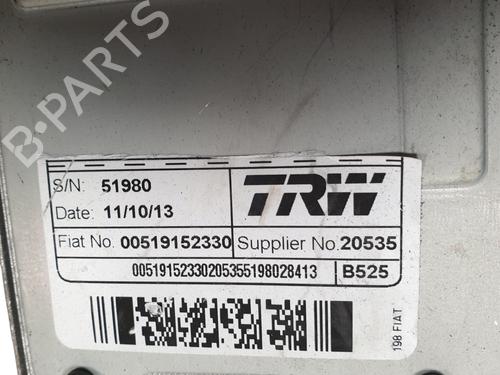 B-PARTS
S/N: 51980
TRW
Date: 11/10/13
Fiat No. 00519152330
Supplier No. 20535
00519152330205355198028413
B525
198 FIAT